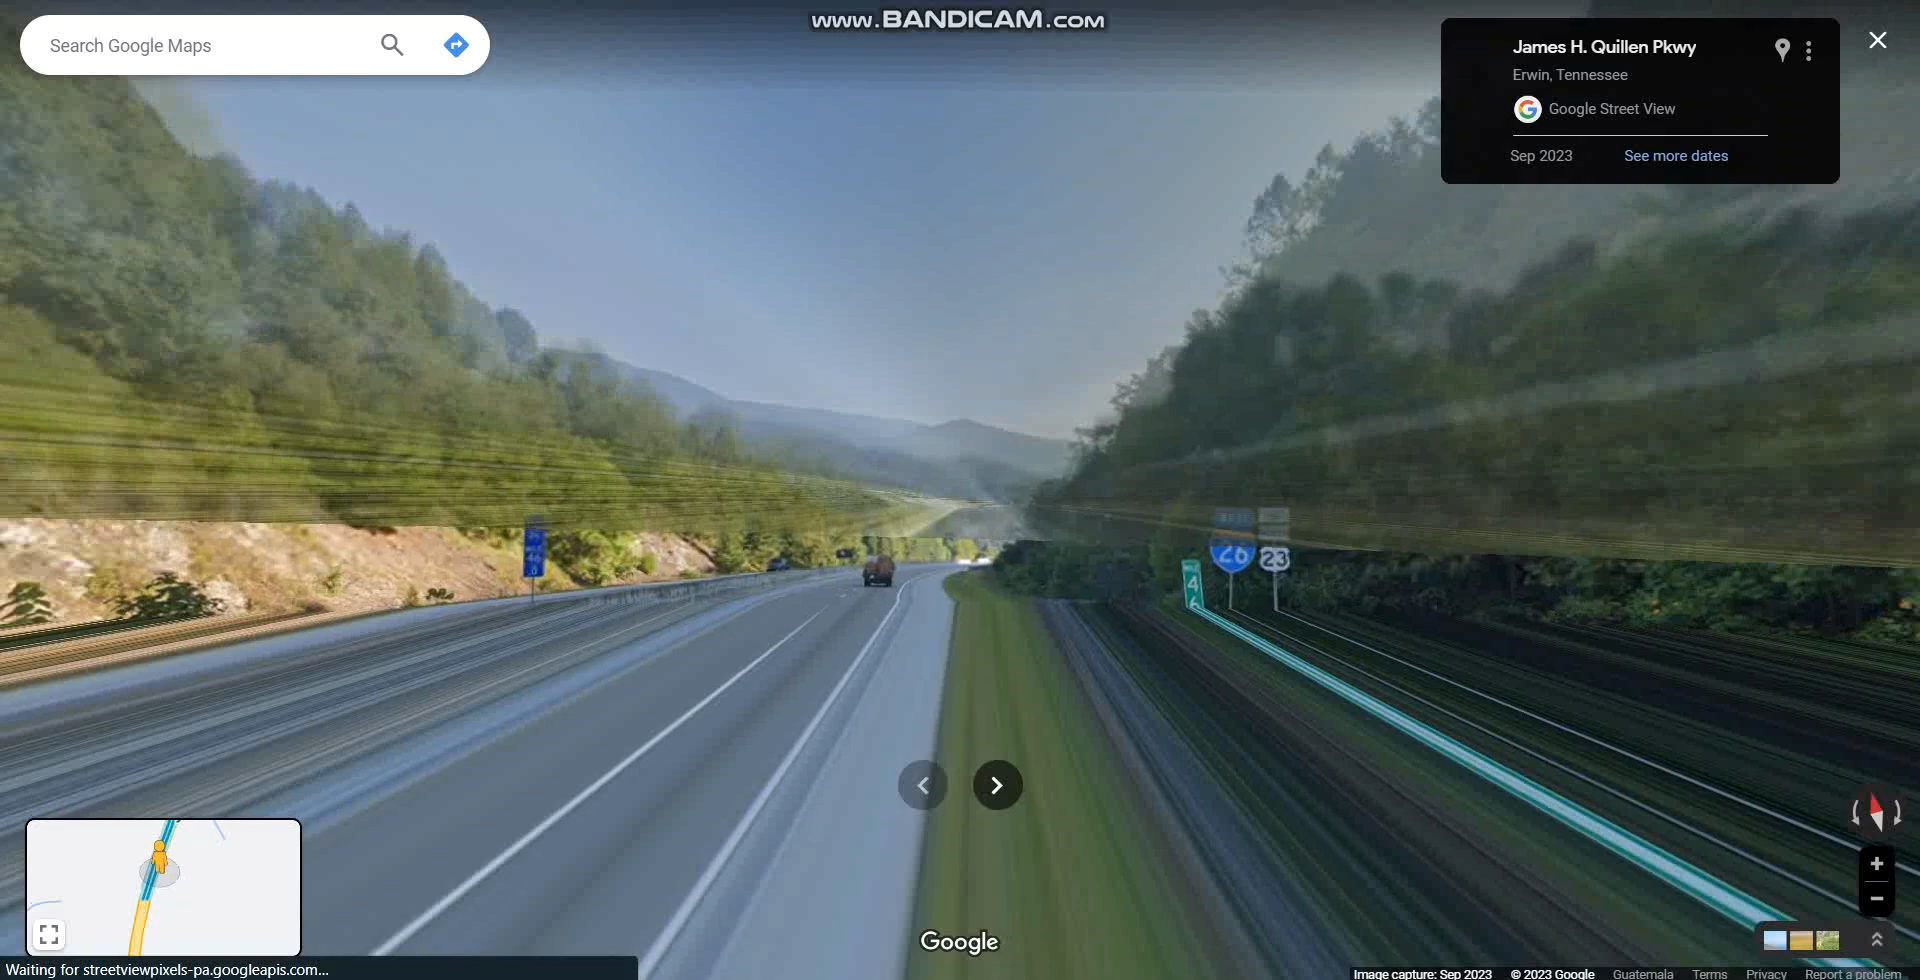 www.BANDICAM.com
Search Google Maps
James H. Quillen Pkwy
Erwin, Tennessee
Google Street View
Sep 2023
See more dates
26
23
4
6
Google
Waiting for streetviewpixels-pa.googleapis.com...
Image capture: Sep 2023 © 2023 Google Guatemala Terms Privacy Report a problem